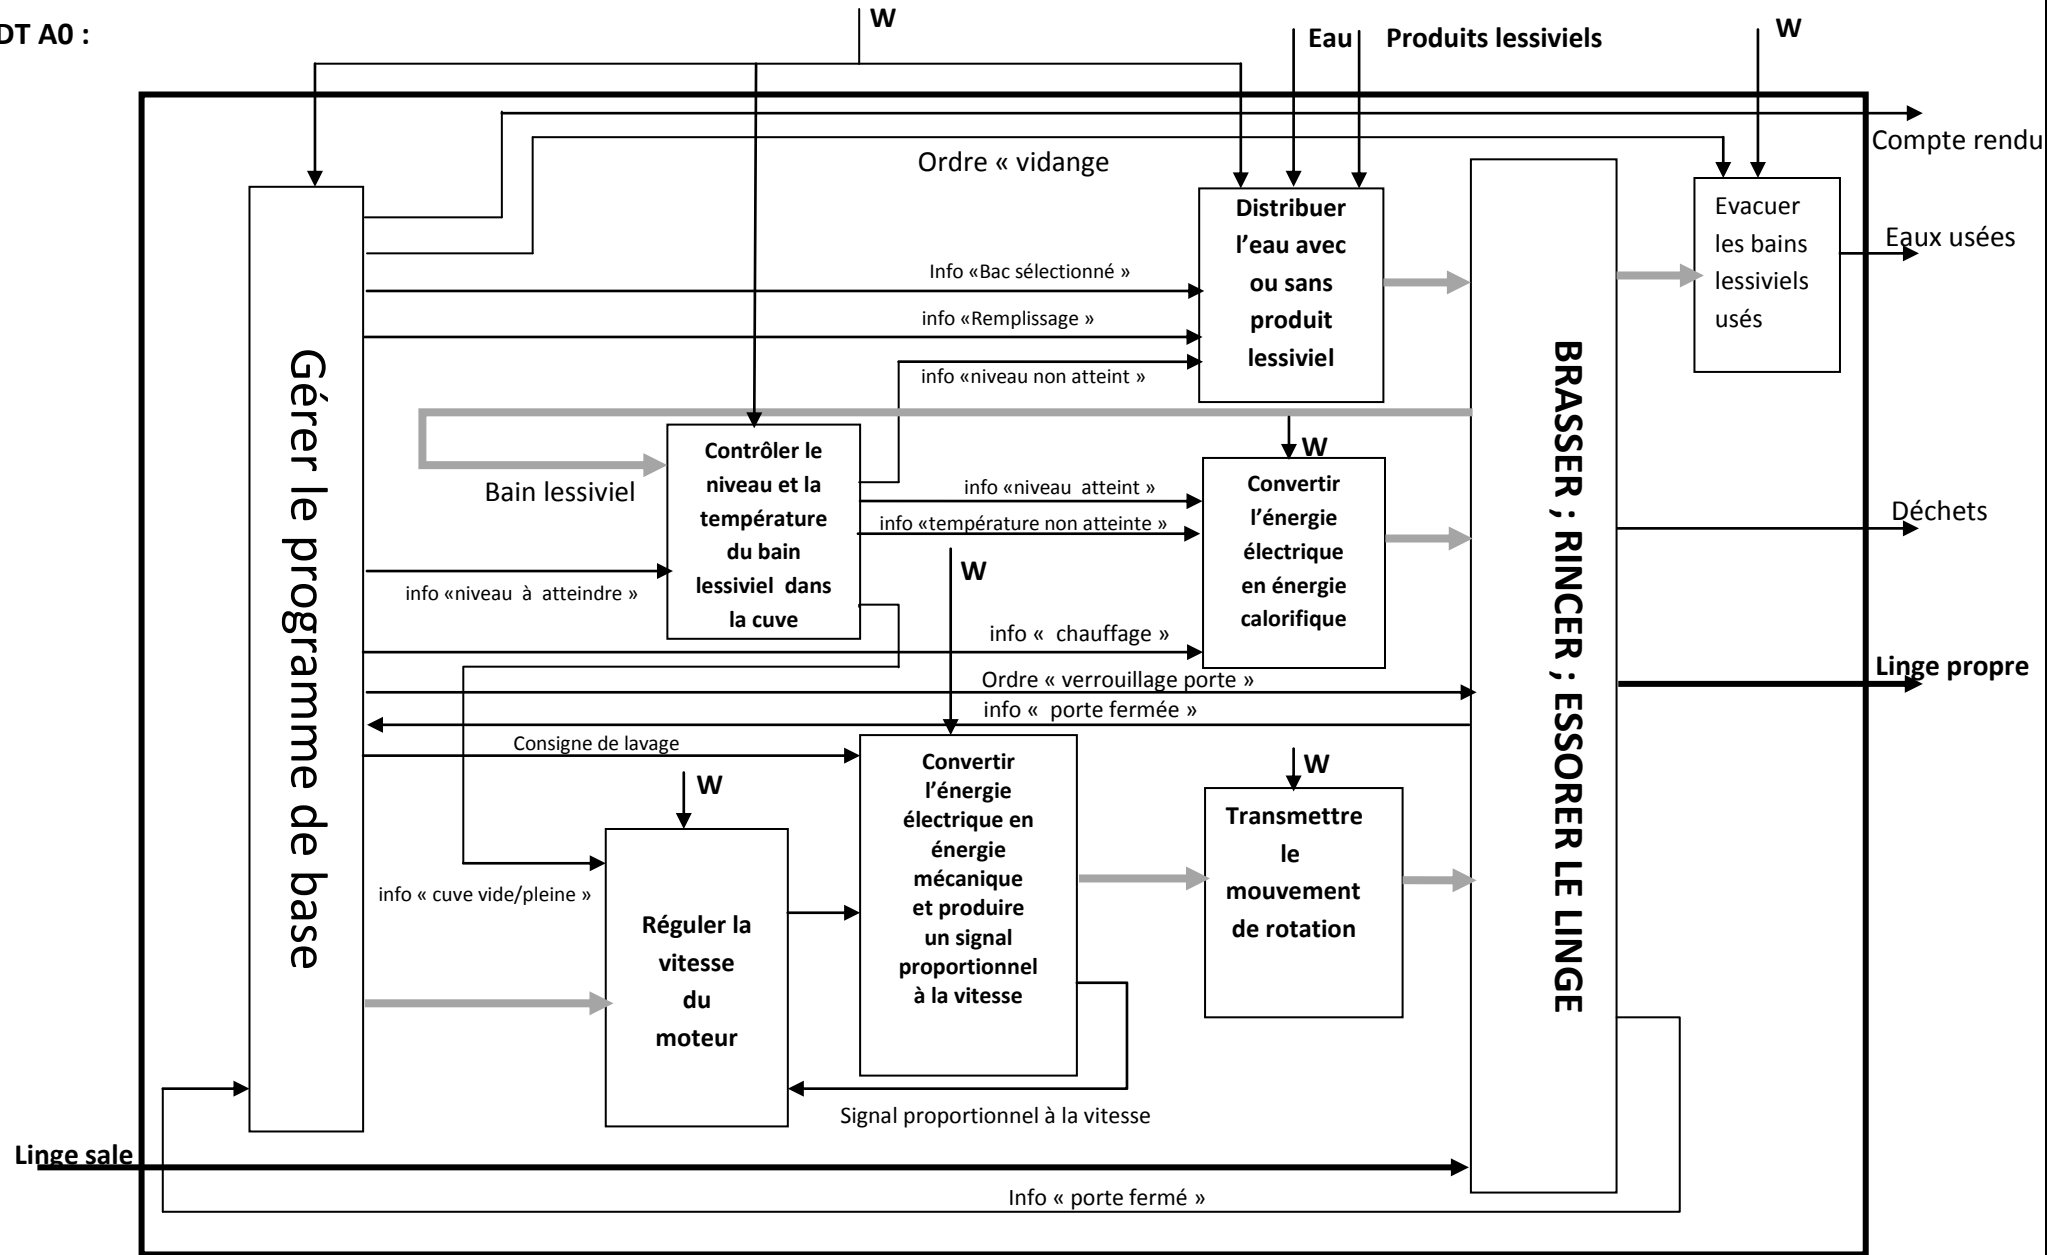 DT A0 :
W
Eau
Produits lessiviels
W
Compte rendu
Ordre « vidange
Distribuer
l’eau avec
ou sans
produit
lessiviel
Evacuer
les bains
lessiviels
usés
Eaux usées
Info «Bac sélectionné »
info «Remplissage »
info «niveau non atteint »
Gérer le programme de base
BRASSER ; RINCER ; ESSORER LE LINGE
Contrôler le
niveau et la
température
du bain
lessiviel dans
la cuve
Bain lessiviel
W
Convertir
l’énergie
électrique
en énergie
calorifique
info «niveau atteint »
info «température non atteinte »
Déchets
W
info «niveau à atteindre »
info « chauffage »
Linge propre
Ordre « verrouillage porte »
info « porte fermée »
Consigne de lavage
W
Convertir
l’énergie
électrique en
énergie
mécanique
et produire
un signal
proportionnel
à la vitesse
W
Transmettre
le
mouvement
de rotation
info « cuve vide/pleine »
Réguler la
vitesse
du
moteur
Signal proportionnel à la vitesse
Linge sale
Info « porte fermé »